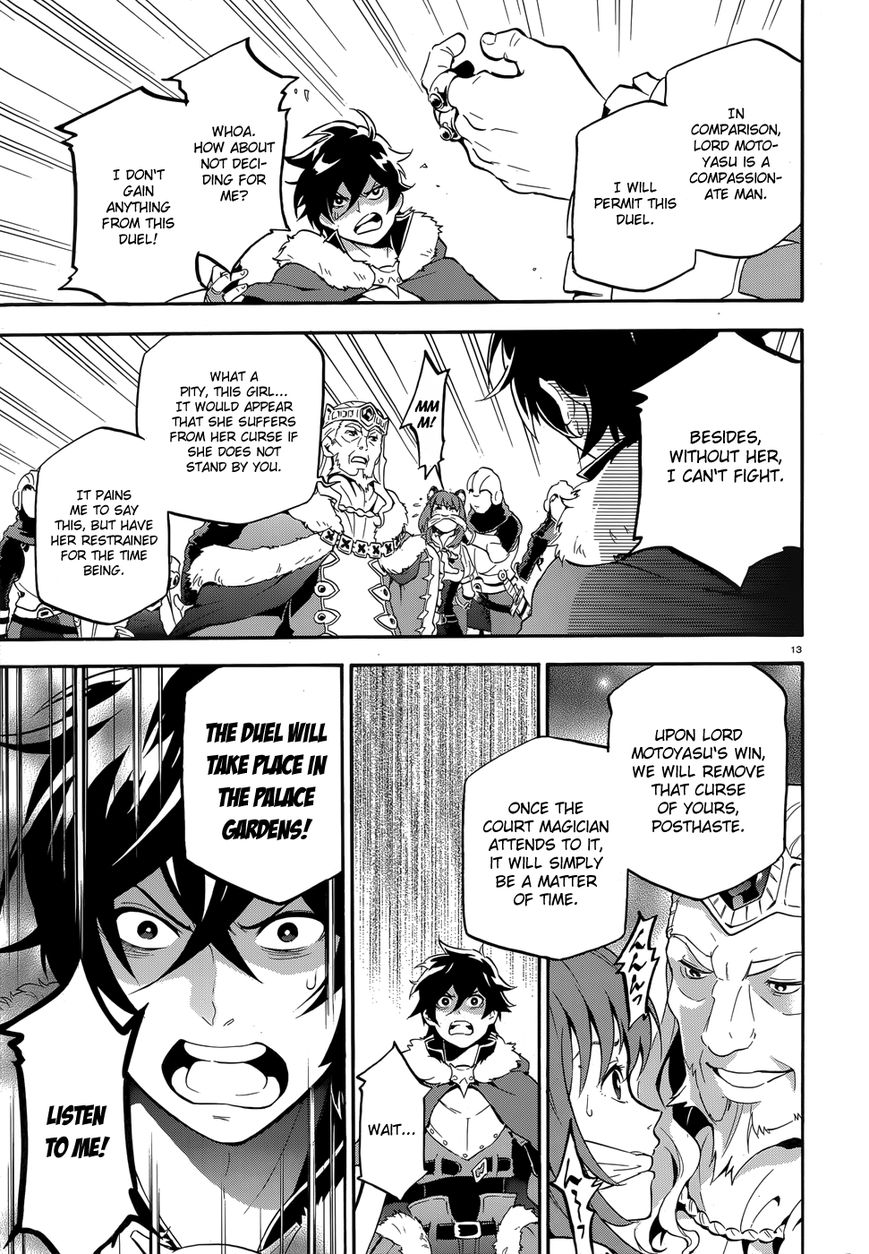 IN
COMPARISON,
LORD MOTO-
YASU IS A
COMPASSION-
ATE MAN.
I WILL
PERMIT THIS
DUEL.
WHOA.
HOW ABOUT
NOT DECI-
DING FOR
ME?
I DON'T
GAIN
ANYTHING
FROM THIS
DUEL!
BESIDES,
WITHOUT HER,
I CAN'T FIGHT.
MM
M!
WHAT A
PITY, THIS GIRL...
IT WOULD APPEAR
THAT SHE SUFFERS
FROM HER CURSE IF
SHE DOES NOT
STAND BY YOU.
IT PAINS
ME TO SAY
THIS, BUT HAVE
HER RESTRAINED
FOR THE TIME
BEING.
13
UPON LORD
MOTOYASU'S WIN,
WE WILL REMOVE
THAT CURSE
OF YOURS,
POSTHASTE.
ONCE THE
COURT MAGICIAN
ATTENDS TO IT,
IT WILL SIMPLY
BE A MATTER
OF TIME.
WAIT...
THE DUEL WILL
TAKE PLACE IN
THE PALACE
GARDENS!
LISTEN
TO ME!